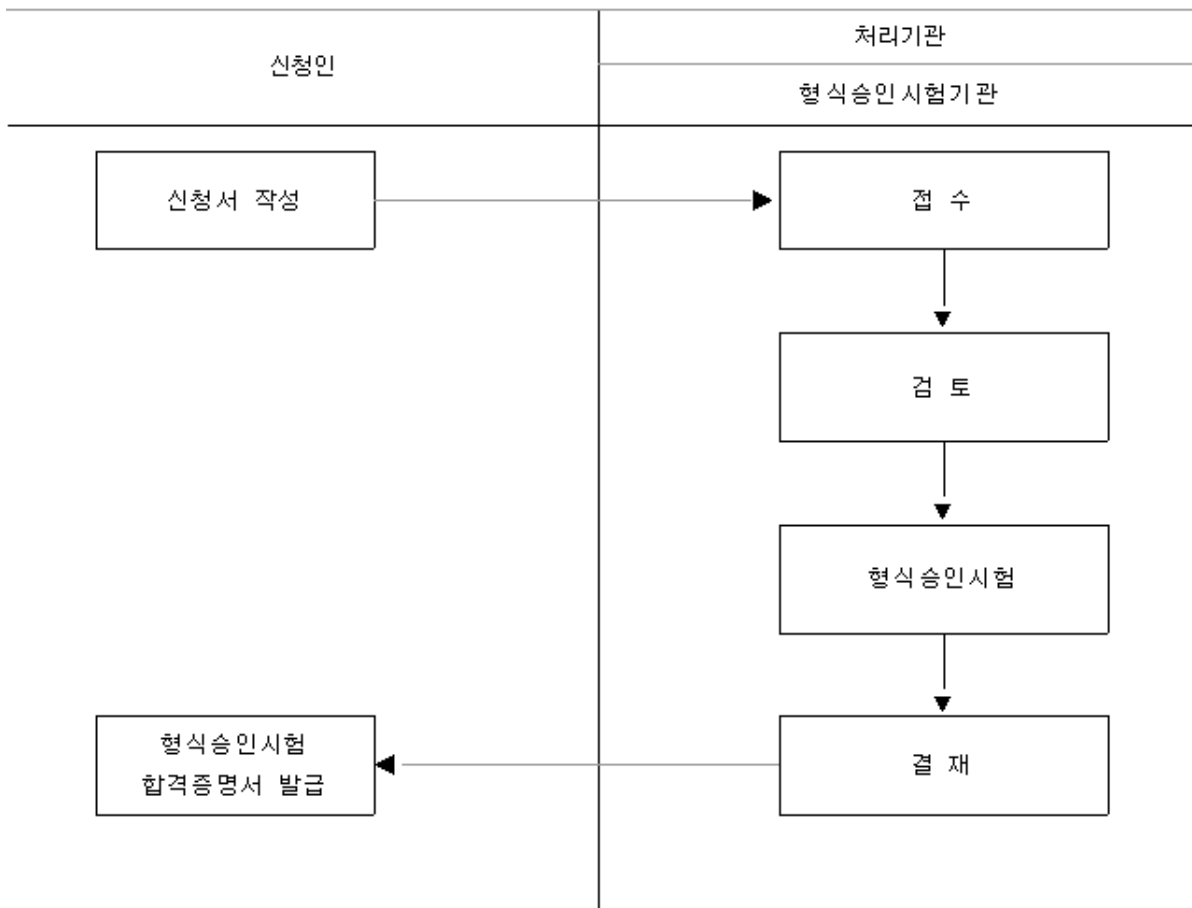 신청인
처리기관
형식승인시험기관
신청서 작성
접 수
검 토
형식승인시험
형식승인시험
합격증명서 발급
결 재